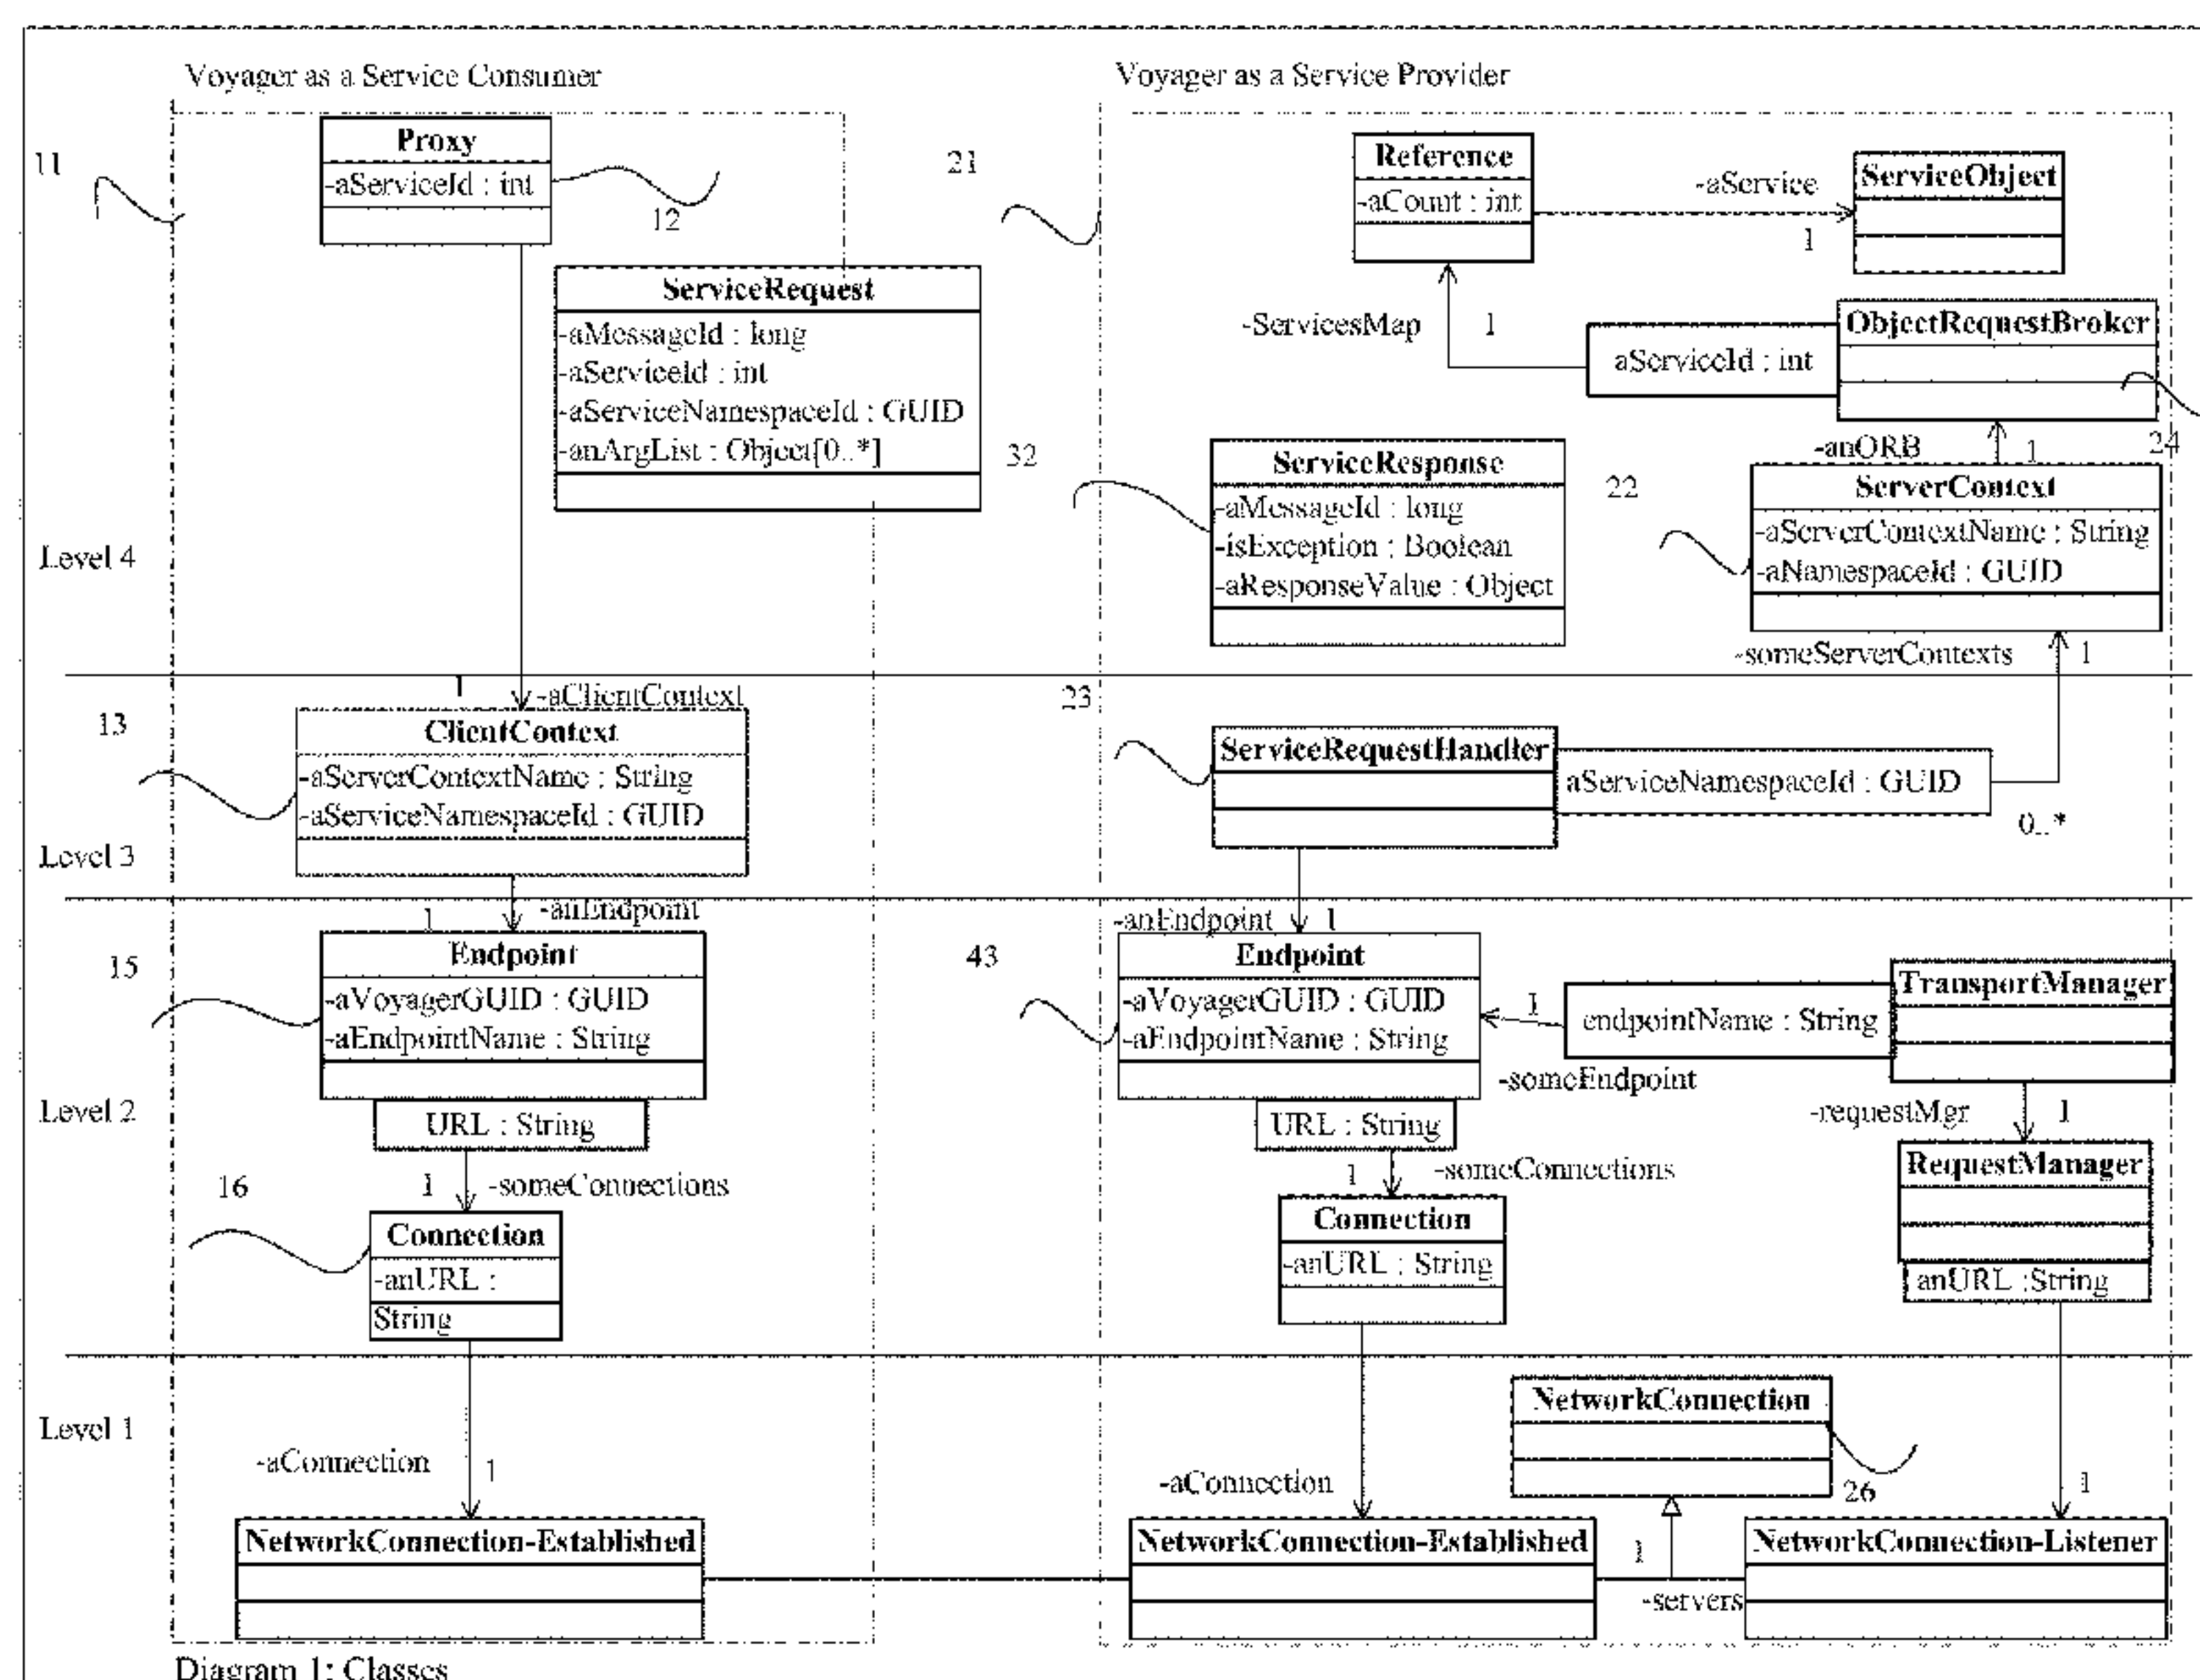 Voyager as a Service Consumer
Voyager as a Service Provider
11
Proxy
-aServiceId : int
12
21
Reference
-aCount : int
-aService
1
ServiceObject
ServiceRequest
-aMessageId : long
-aServiceId : int
-aServiceNamespaceId : GUID
-anArgList : Object[0..*]
-ServicesMap
1
aServiceId : int
ObjectRequestBroker
24
-anORB
1
32
ServiceResponse
-aMessageId : long
-isException : Boolean
-aResponseValue : Object
22
ServerContext
-aServerContextName : String
-aNamespaceId : GUID
Level 4
-someServerContexts
1
1
-aClientContext
13
ClientContext
-aServerContextName : String
-aServiceNamespaceId : GUID
23
ServiceRequestHandler
aServiceNamespaceId : GUID
0..*
Level 3
1
-anEndpoint
-anEndpoint
1
15
Endpoint
-aVoyagerGUID : GUID
-aEndpointName : String
URL : String
43
Endpoint
-aVoyagerGUID : GUID
-aEndpointName : String
URL : String
1
-someEndpoint
endpointName : String
TransportManager
Level 2
-requestMgr
1
16
1
-someConnections
Connection
-anURL :
String
1
-someConnections
Connection
-anURL : String
RequestManager
anURL :String
Level 1
-aConnection
1
-aConnection
NetworkConnection
26
1
NetworkConnection-Established
NetworkConnection-Established
1
-servers
NetworkConnection-Listener
Diagram 1: Classes